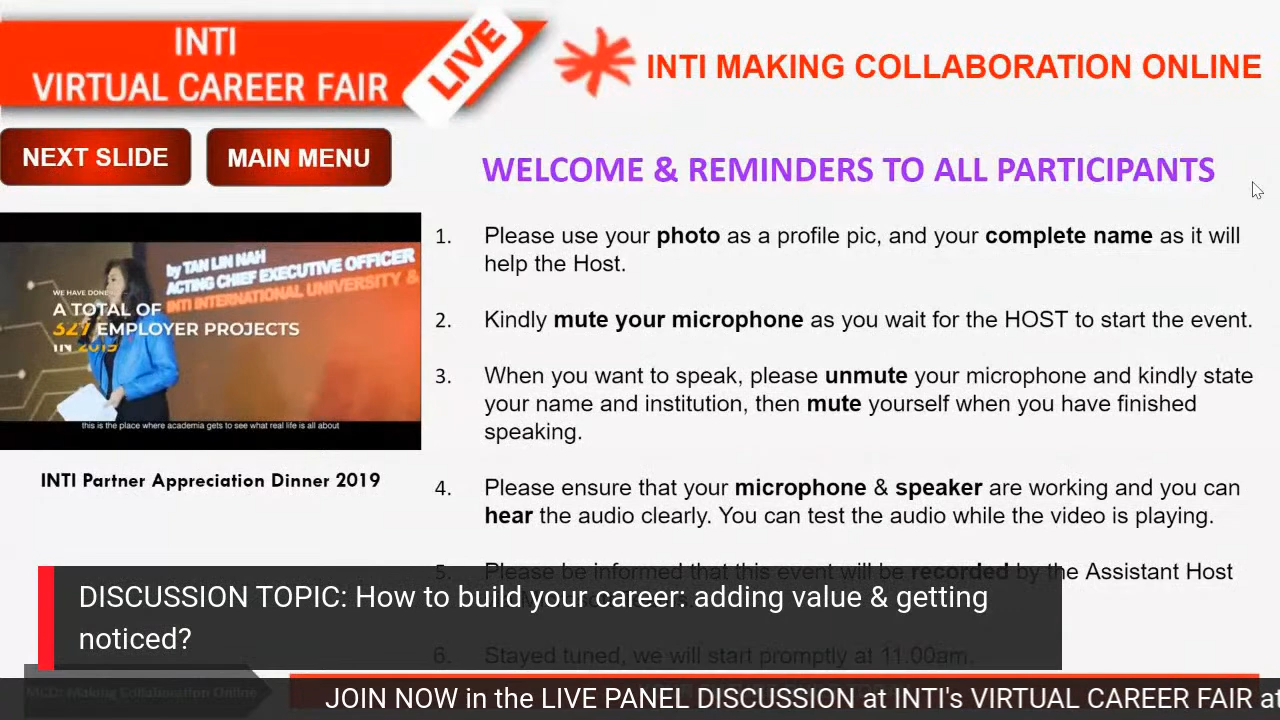 INTI
VIRTUAL CAREER FAIR
LIVE
INTI MAKING COLLABORATION ONLINE
NEXT SLIDE
MAIN MENU
WELCOME & REMINDERS TO ALL PARTICIPANTS
by TAN LIN NAH
ACTING CHIEF EXECUTIVE OFFICER
INTI INTERNATIONAL UNIVERSITY &
WE HAVE DONE
A TOTAL OF
327 EMPLOYER PROJECTS
IN 2019
this is the place where academia gets to see what real life is all about
INTI Partner Appreciation Dinner 2019
1. Please use your photo as a profile pic, and your complete name as it will
help the Host.
2. Kindly mute your microphone as you wait for the HOST to start the event.
3. When you want to speak, please unmute your microphone and kindly state
your name and institution, then mute yourself when you have finished
speaking.
4. Please ensure that your microphone & speaker are working and you can
hear the audio clearly. You can test the audio while the video is playing.
5. Please be informed that this event will be recorded by the Assistant Host
6. Stayed tuned, we will start promptly at 11.00am.
DISCUSSION TOPIC: How to build your career: adding value & getting
noticed?
MCO: Making Collaboration Online
JOIN NOW in the LIVE PANEL DISCUSSION at INTI's VIRTUAL CAREER FAIR at